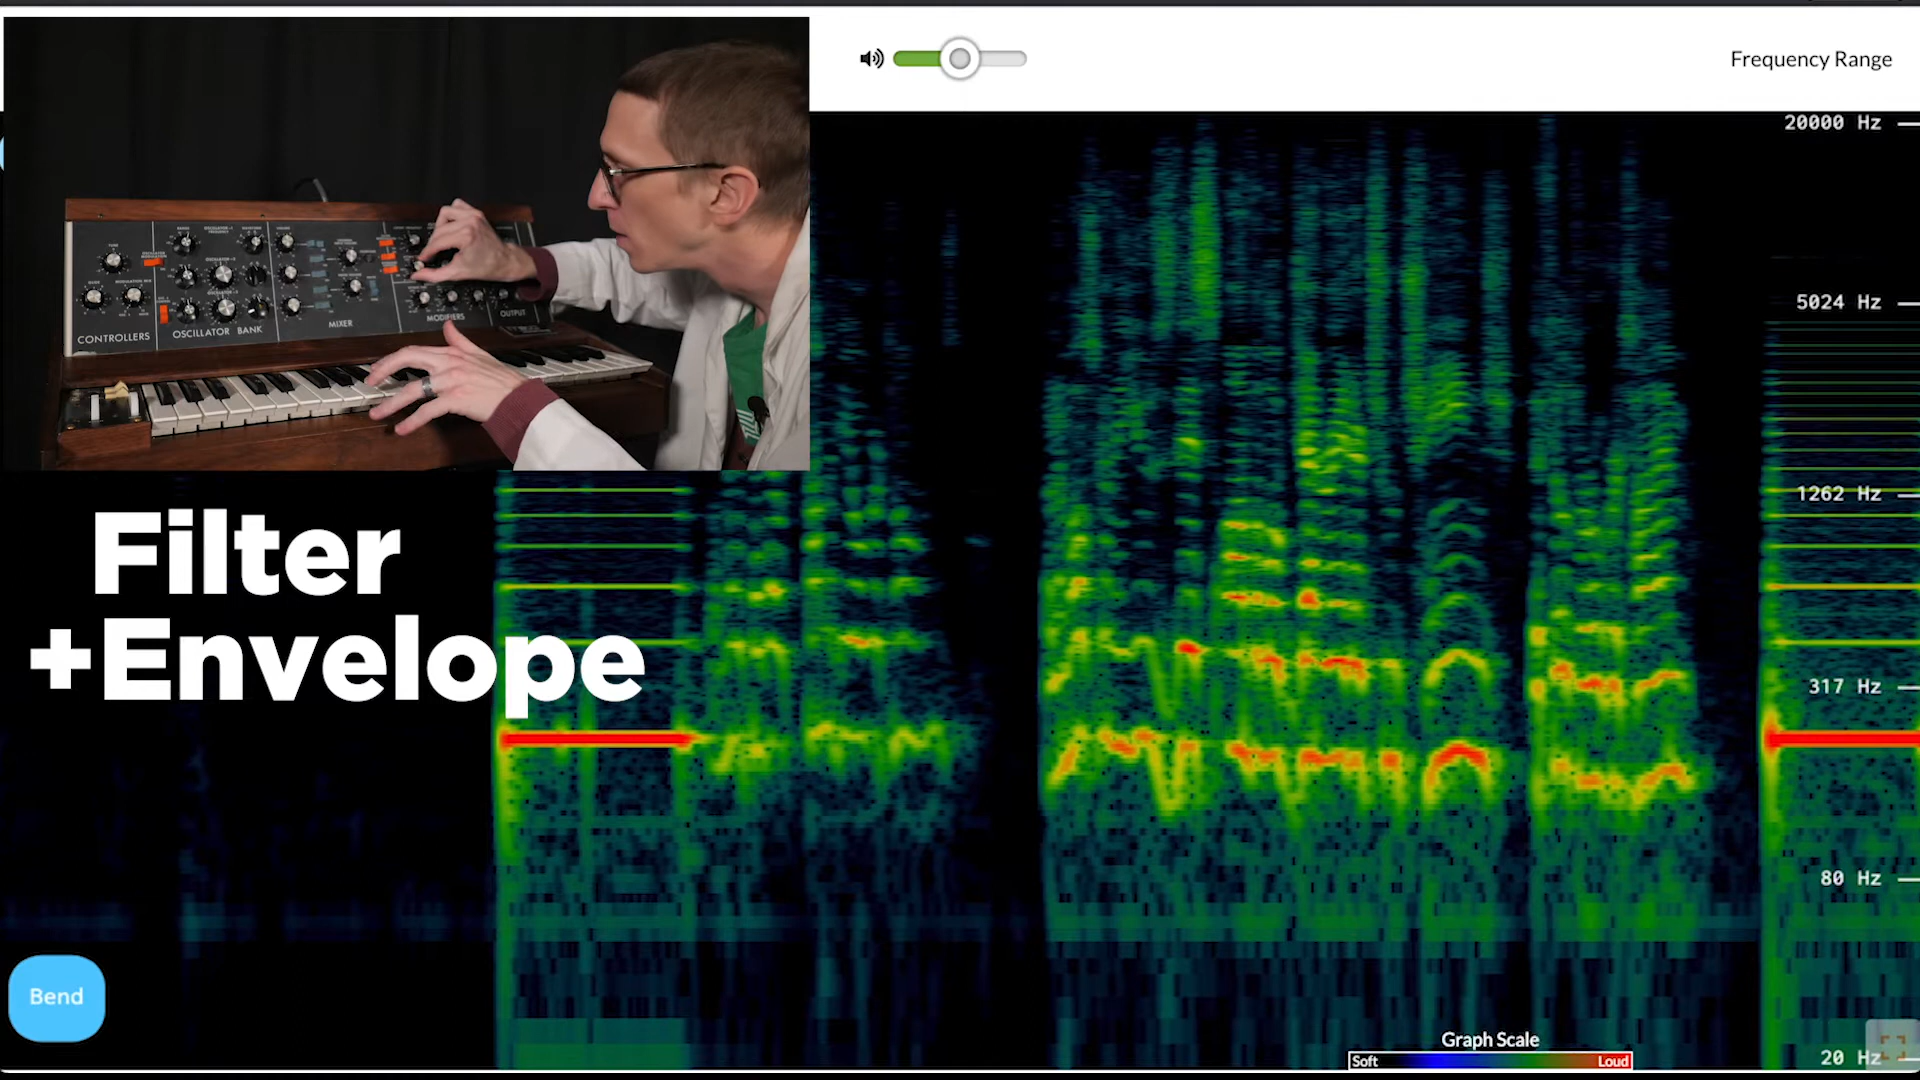 Frequency Range
20000 Hz
5024 Hz
1262 Hz
317 Hz
80 Hz
20 Hz
CONTROLLERS
OSCILLATOR BANK
MIXER
MODIFIERS
OUTPUT
Filter
+Envelope
Bend
Graph Scale
Soft
Loud